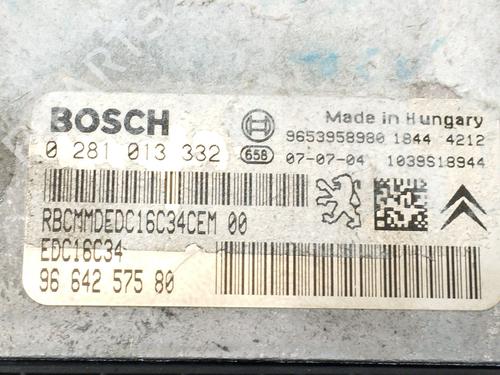 BOSCH
Made in Hungary
9653958980 1844 4212
0 281 013 332
658 07-07-04 1039S18944
RBCMMDEDC16C34CEM 00
EDC16C34
96 642 575 80